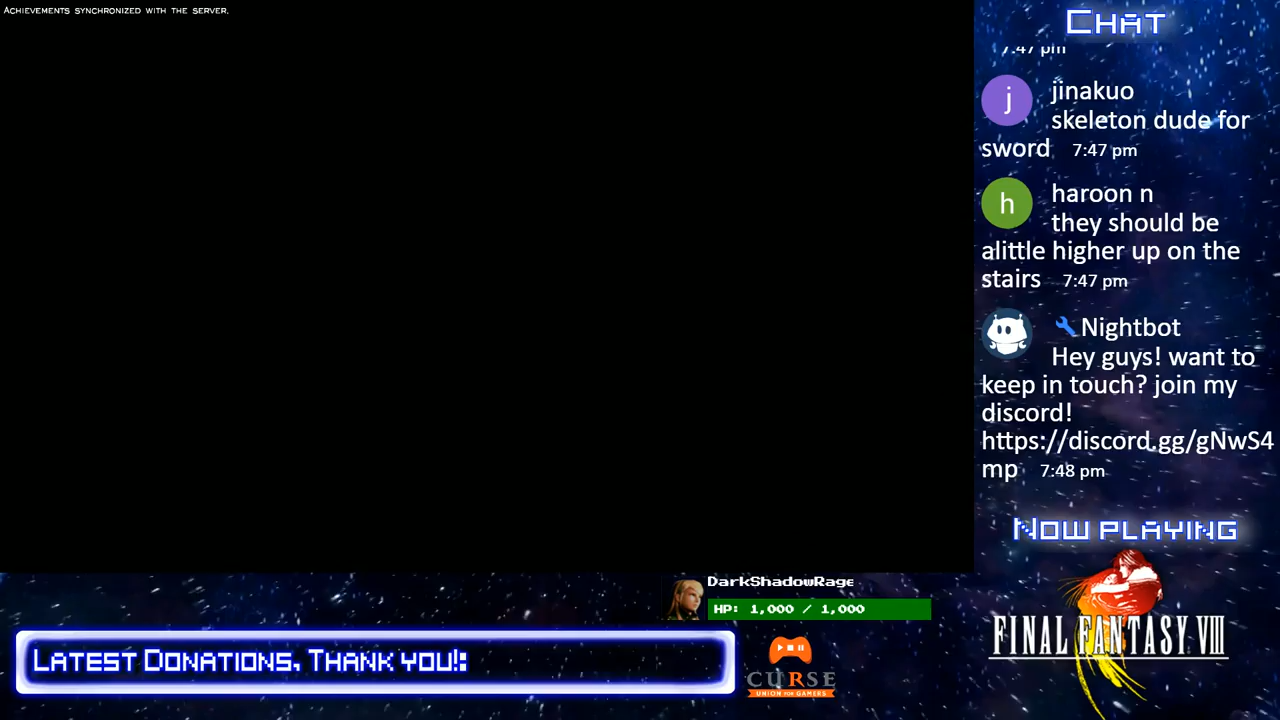 Achievements synchronized with the server.
Chat
7:47 pm
jinakuo
skeleton dude for
sword 7:47 pm
haroon n
they should be
alittle higher up on the
stairs 7:47 pm
Nightbot
Hey guys! want to
keep in touch? join my
discord!
https://discord.gg/gNwS4
mp 7:48 pm
Now playing
FINAL FANTASY VIII
DarkShadowRage
HP: 1,000 / 1,000
Latest Donations, Thank you!:
CURSE
UNION FOR GAMERS
j
h